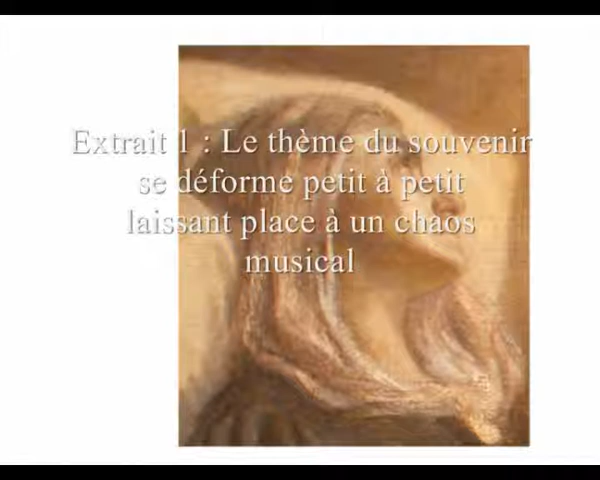 Extrait 1 : Le thème du souvenir
se déforme petit à petit
laissant place à un chaos
musical